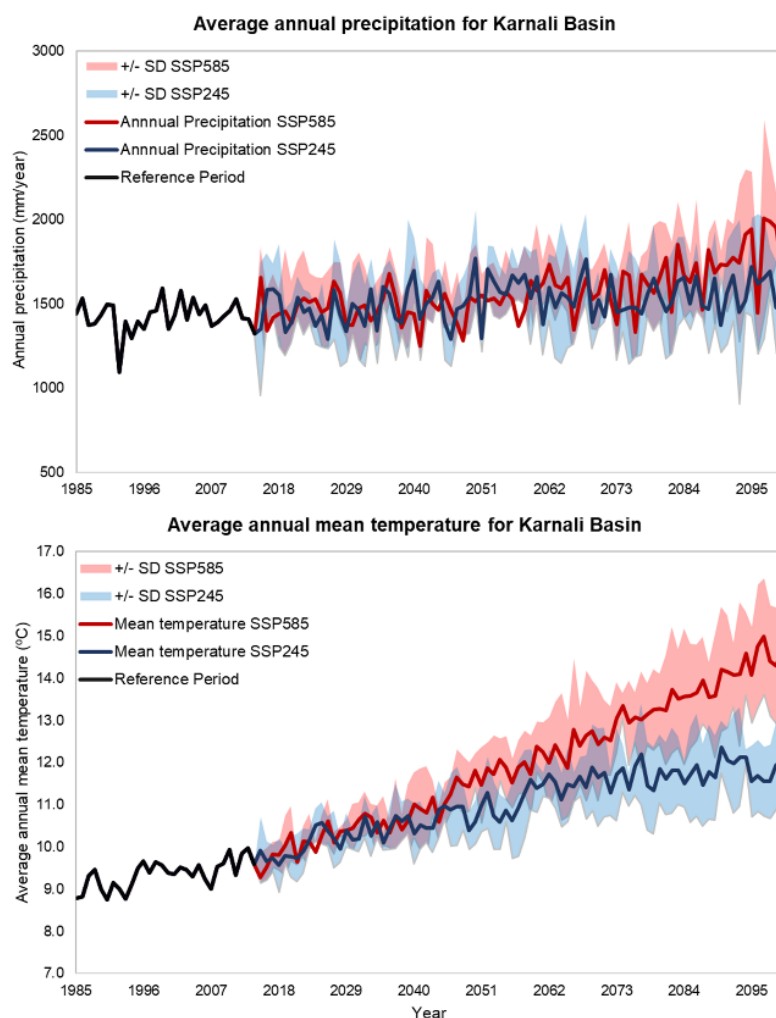 Average annual precipitation for Karnali Basin
3000
2500
2000
1500
1000
500
Annual precipitation (mm/year)
+/- SD SSP585
+/- SD SSP245
Annnual Precipitation SSP585
Annnual Precipitation SSP245
Reference Period
1985 1996 2007 2018 2029 2040 2051 2062 2073 2084 2095
Average annual mean temperature for Karnali Basin
17.0
16.0
15.0
14.0
13.0
12.0
11.0
10.0
9.0
8.0
7.0
Average annual mean temperature (ºC)
+/- SD SSP585
+/- SD SSP245
Mean temperature SSP585
Mean temperature SSP245
Reference Period
1985 1996 2007 2018 2029 2040 2051 2062 2073 2084 2095
Year